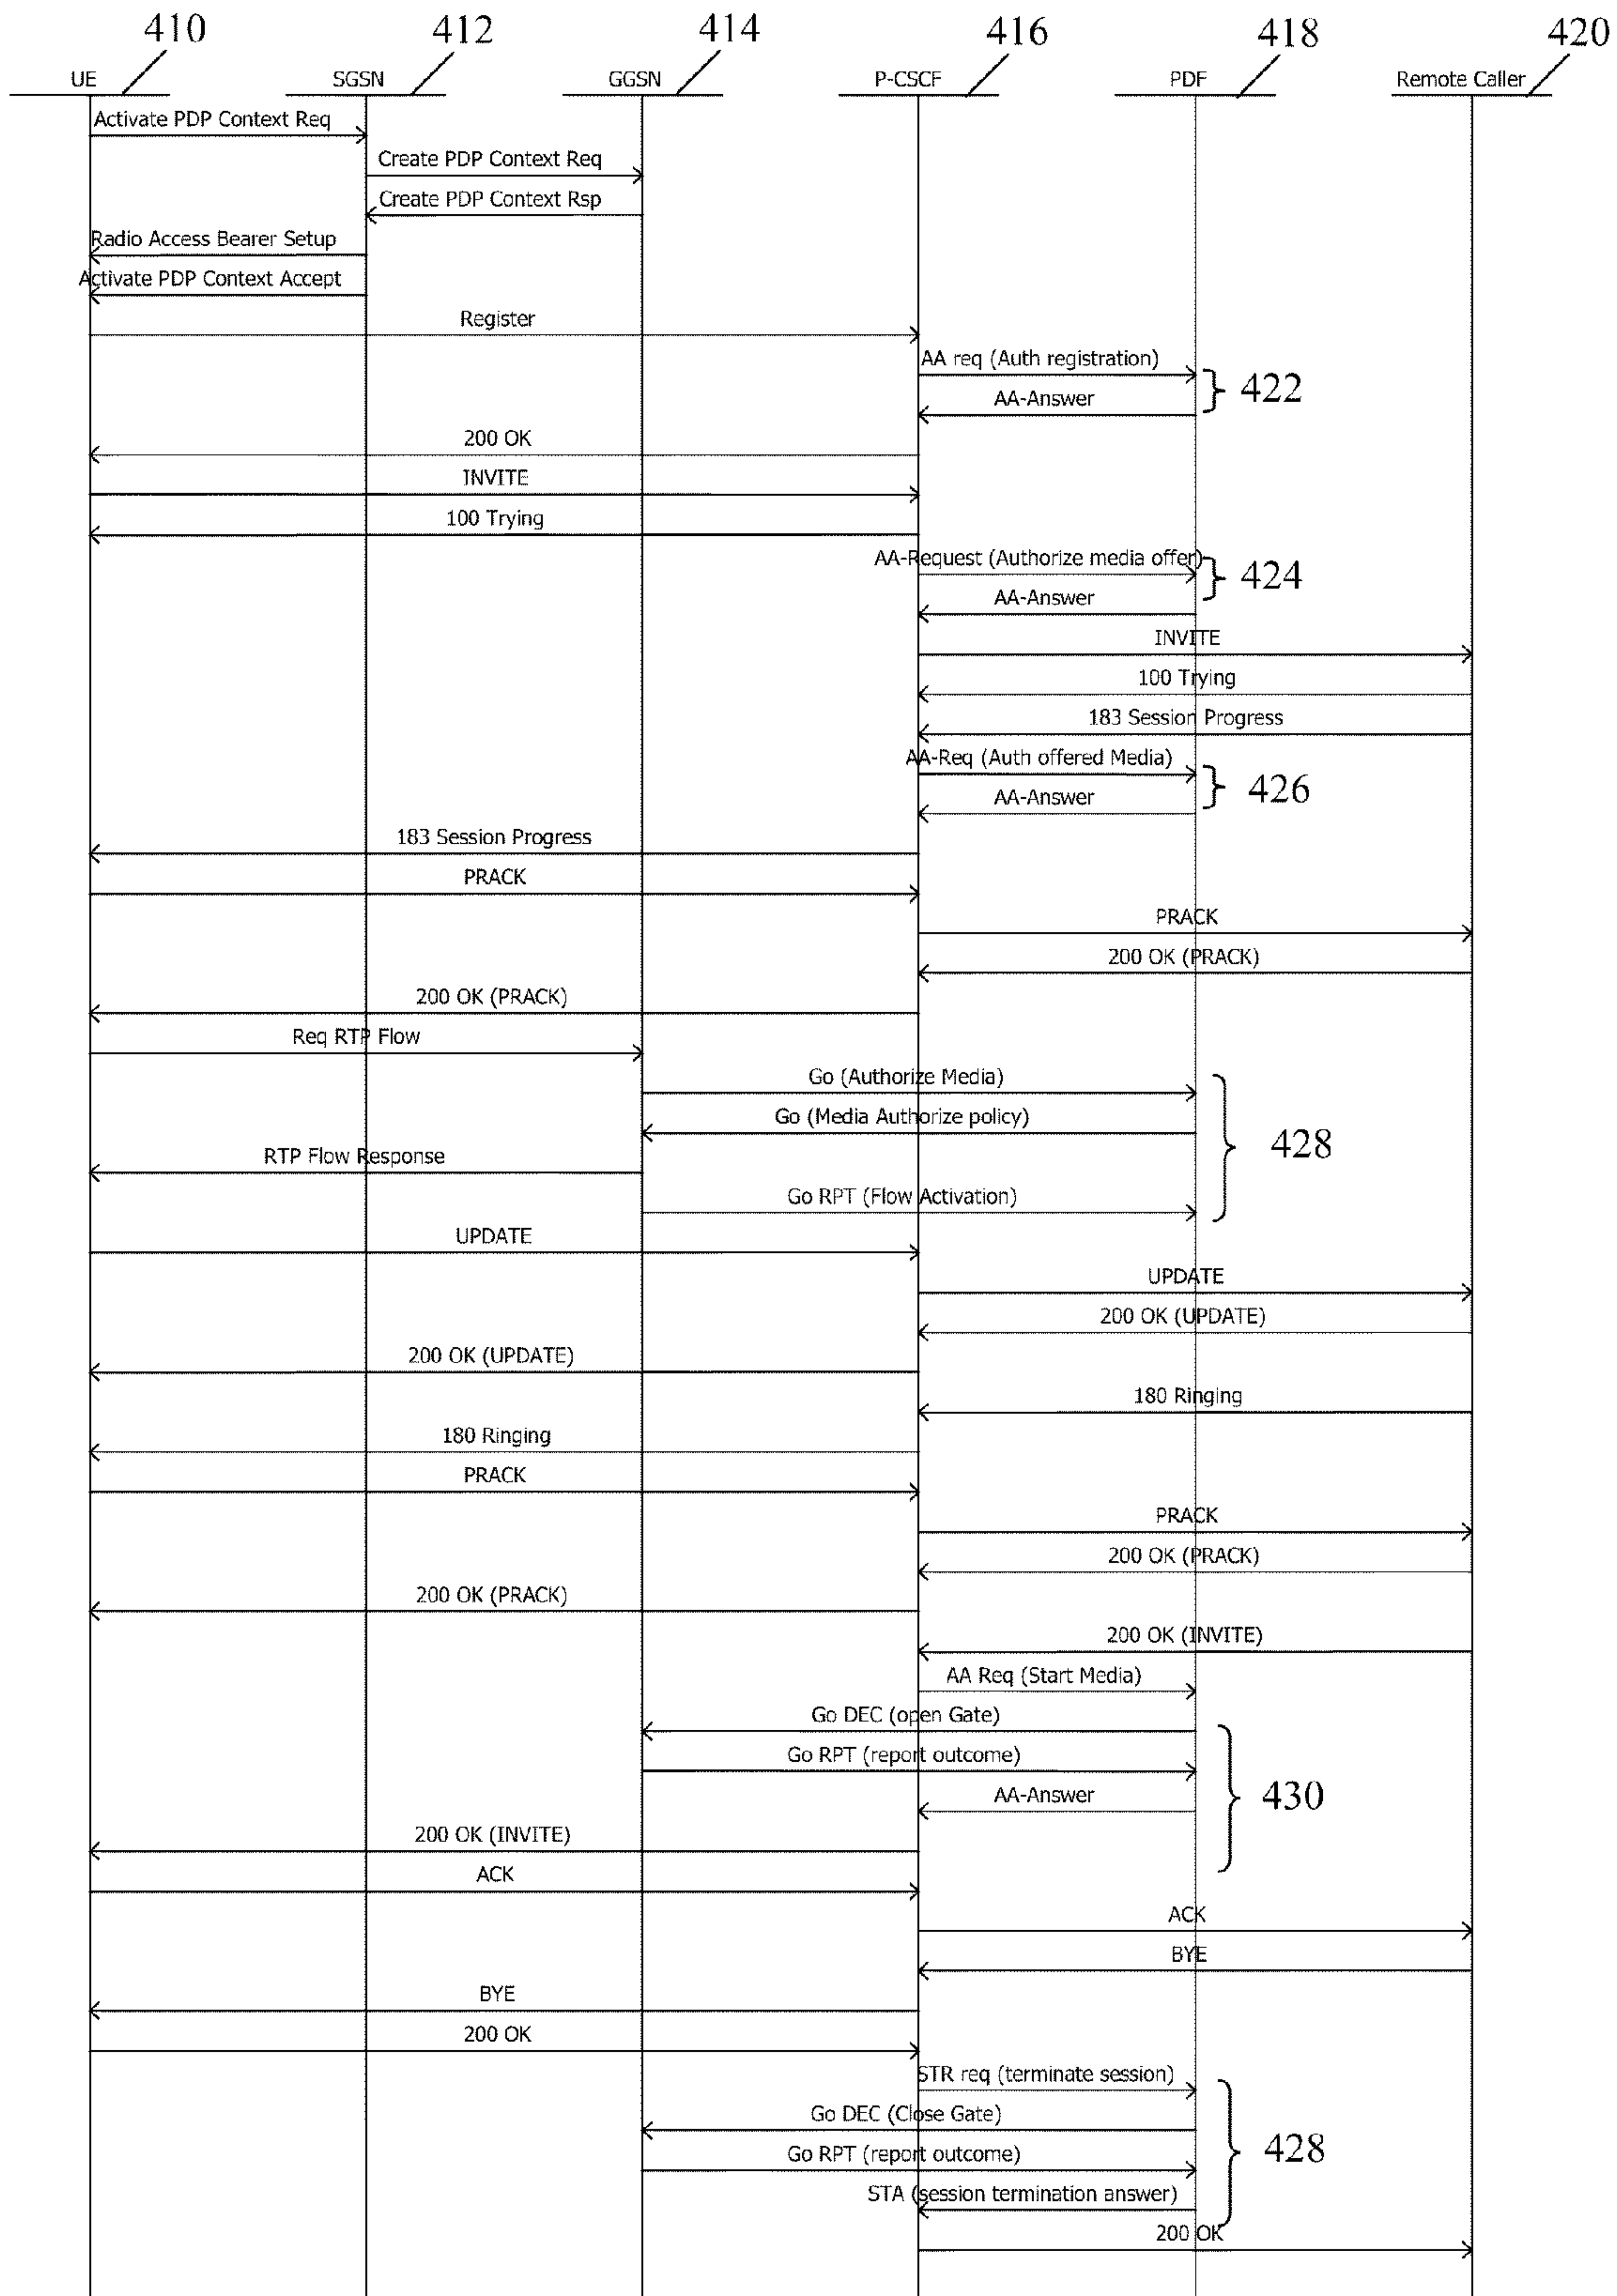 410 412 414 416 418 420
UE SGSN GGSN P-CSCF PDF Remote Caller
Activate PDP Context Req
Create PDP Context Req
Create PDP Context Rsp
Radio Access Bearer Setup
Activate PDP Context Accept
Register
AA req (Auth registration)
422
AA-Answer
200 OK
INVITE
100 Trying
AA-Request (Authorize media offer)
424
AA-Answer
INVITE
100 Trying
183 Session Progress
AA-Req (Auth offered Media)
426
AA-Answer
183 Session Progress
PRACK
PRACK
200 OK (PRACK)
200 OK (PRACK)
Req RTP Flow
Go (Authorize Media)
Go (Media Authorize policy)
428
RTP Flow Response
Go RPT (Flow Activation)
UPDATE
UPDATE
200 OK (UPDATE)
200 OK (UPDATE)
180 Ringing
180 Ringing
PRACK
PRACK
200 OK (PRACK)
200 OK (PRACK)
200 OK (INVITE)
AA Req (Start Media)
Go DEC (open Gate)
Go RPT (report outcome)
430
AA-Answer
200 OK (INVITE)
ACK
ACK
BYE
BYE
200 OK
STR req (terminate session)
Go DEC (Close Gate)
428
Go RPT (report outcome)
STA (session termination answer)
200 OK